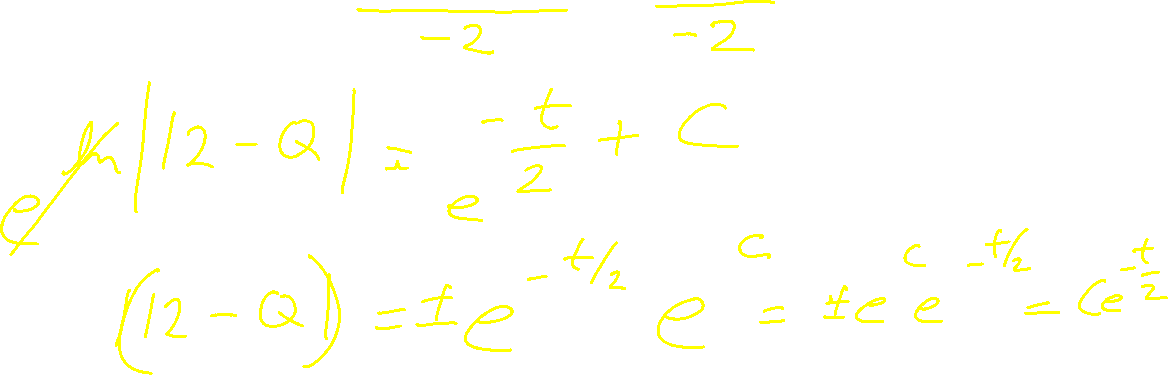 -2 -2
e^{ln|12-Q|} = e^{-t/2 + C}
(12-Q) = ±e^{-t/2} e^C = ±e^C e^{-t/2} = Ce^{-t/2}